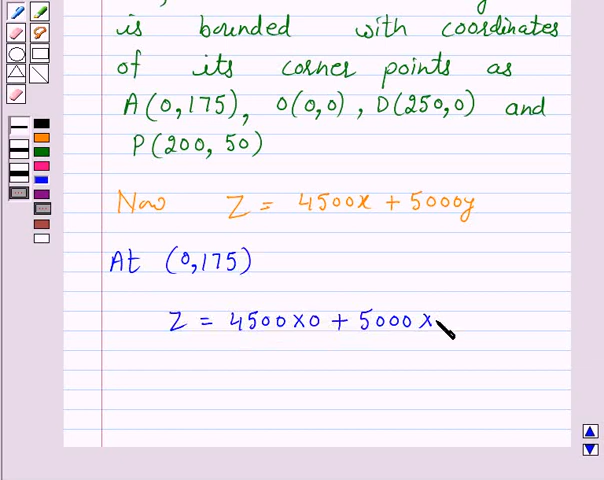 is bounded with coordinates
of its corner points as
A(0,175), O(0,0), D(250,0) and
P(200, 50)
Now Z = 4500x + 5000y
At (0,175)
Z = 4500×0 + 5000×